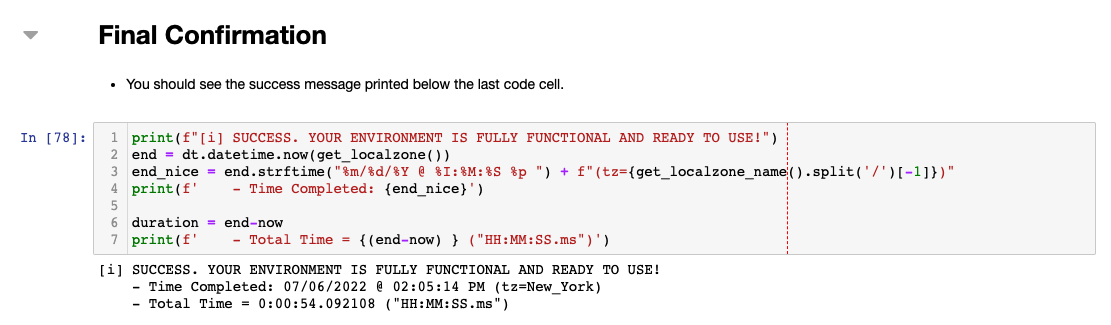 Final Confirmation
• You should see the success message printed below the last code cell.
In [78]:
1 print(f"[i] SUCCESS. YOUR ENVIRONMENT IS FULLY FUNCTIONAL AND READY TO USE!")
2 end = dt.datetime.now(get_localzone())
3 end_nice = end.strftime("%m/%d/%Y @ %I:%M:%S %p ") + f"(tz={get_localzone_name().split('/')[-1]})"
4 print(f'    - Time Completed: {end_nice}')
5
6 duration = end-now
7 print(f'    - Total Time = {(end-now) } ("HH:MM:SS.ms")')
[i] SUCCESS. YOUR ENVIRONMENT IS FULLY FUNCTIONAL AND READY TO USE!
    - Time Completed: 07/06/2022 @ 02:05:14 PM (tz=New_York)
    - Total Time = 0:00:54.092108 ("HH:MM:SS.ms")